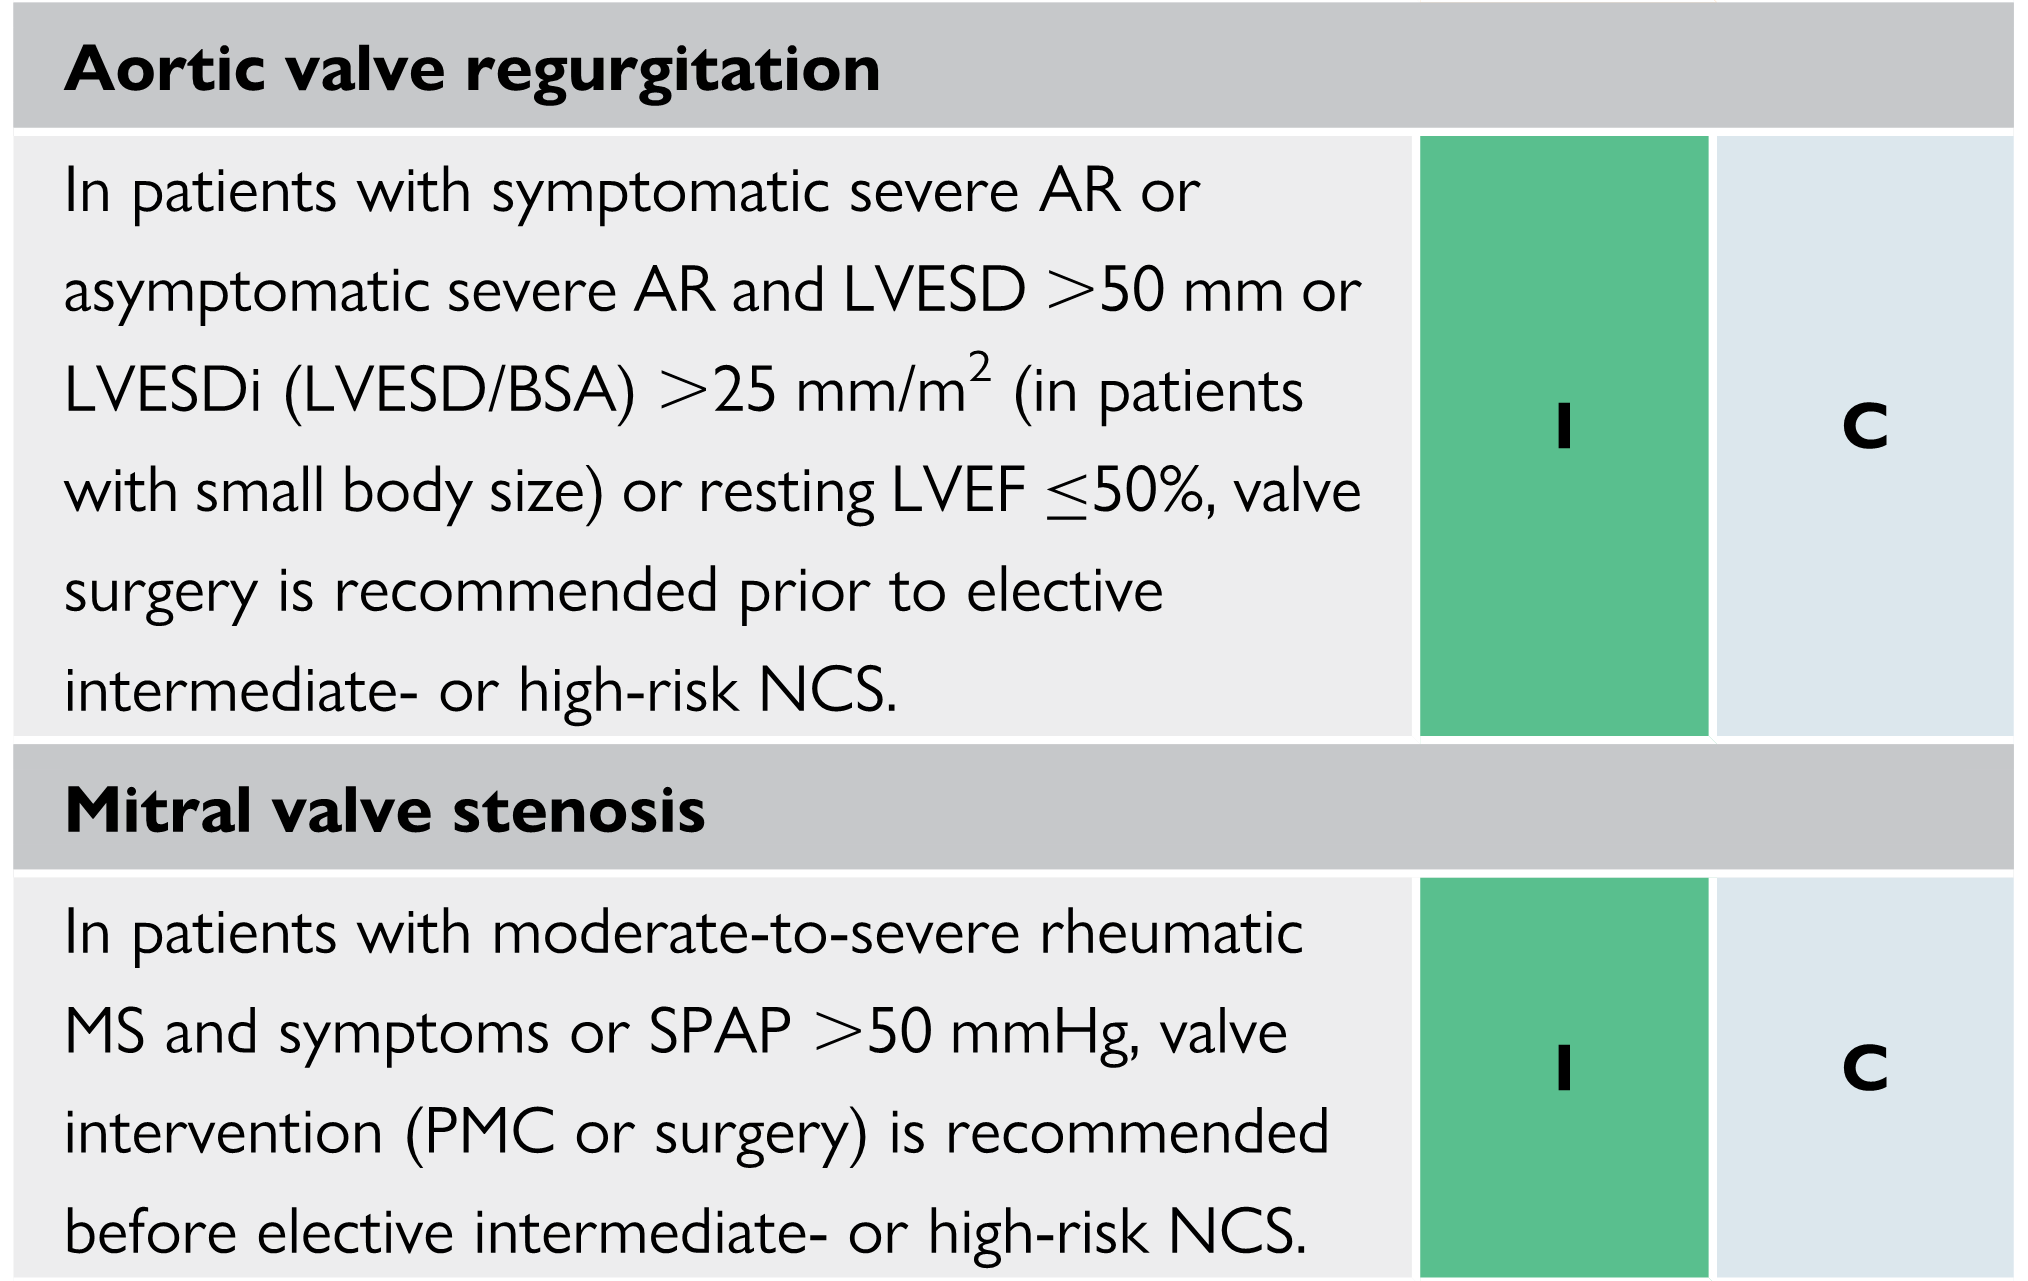 Aortic valve regurgitation
In patients with symptomatic severe AR or
asymptomatic severe AR and LVESD >50 mm or
LVESDi (LVESD/BSA) >25 mm/m² (in patients
with small body size) or resting LVEF ≤50%, valve
surgery is recommended prior to elective
intermediate- or high-risk NCS.
I
C
Mitral valve stenosis
In patients with moderate-to-severe rheumatic
MS and symptoms or SPAP >50 mmHg, valve
intervention (PMC or surgery) is recommended
before elective intermediate- or high-risk NCS.
I
C